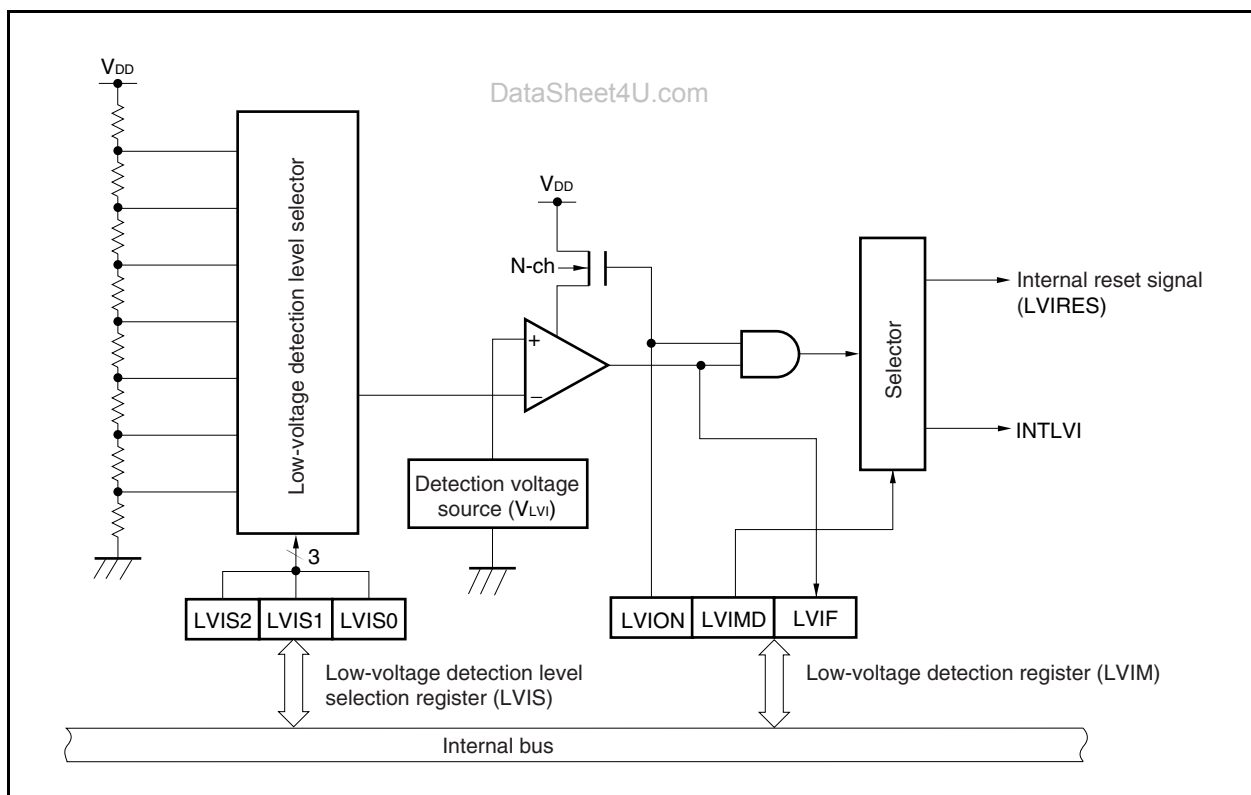 VDD
DataSheet4U.com
Low-voltage detection level selector
VDD
N-ch
+
−
Detection voltage
source (VLVI)
Selector
Internal reset signal
(LVIRES)
INTLVI
3
LVIS2 LVIS1 LVIS0
LVION LVIMD LVIF
Low-voltage detection level
selection register (LVIS)
Low-voltage detection register (LVIM)
Internal bus